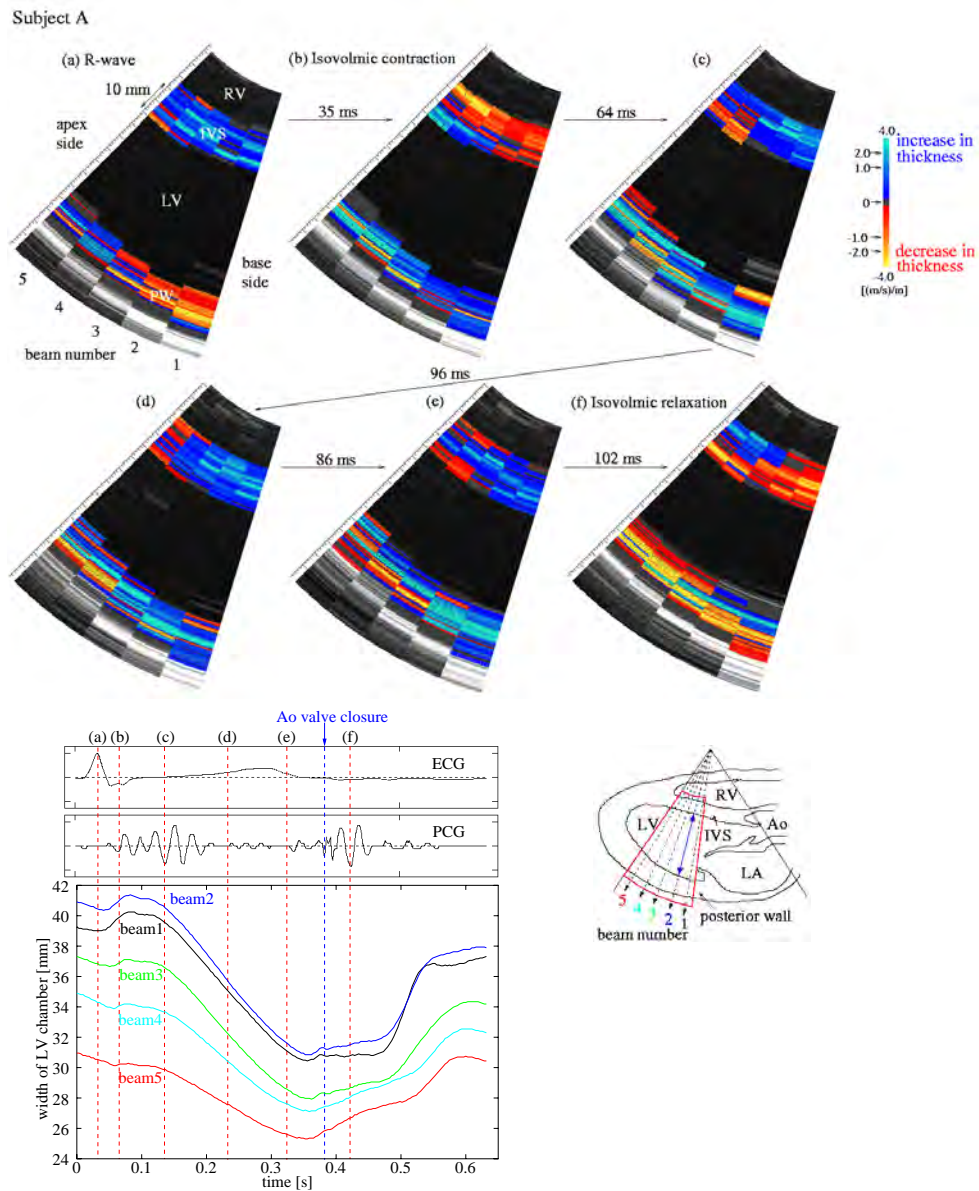 Subject A
(a) R-wave
(b) Isovolmic contraction
(c)
10 mm
RV
35 ms
64 ms
apex
side
IVS
LV
base
side
PW
5
4
3
2
1
beam number
4.0
2.0
1.0
0
-1.0
-2.0
-4.0
increase in
thickness
decrease in
thickness
[(m/s)/m]
96 ms
(d)
(e)
(f) Isovolmic relaxation
86 ms
102 ms
Ao valve closure
(a) (b) (c) (d) (e) (f)
ECG
PCG
42
40
38
36
34
32
30
28
26
24
width of LV chamber [mm]
beam2
beam1
beam3
beam4
beam5
0 0.1 0.2 0.3 0.4 0.5 0.6
time [s]
RV
LV
IVS
Ao
LA
5 4 3 2 1
posterior wall
beam number